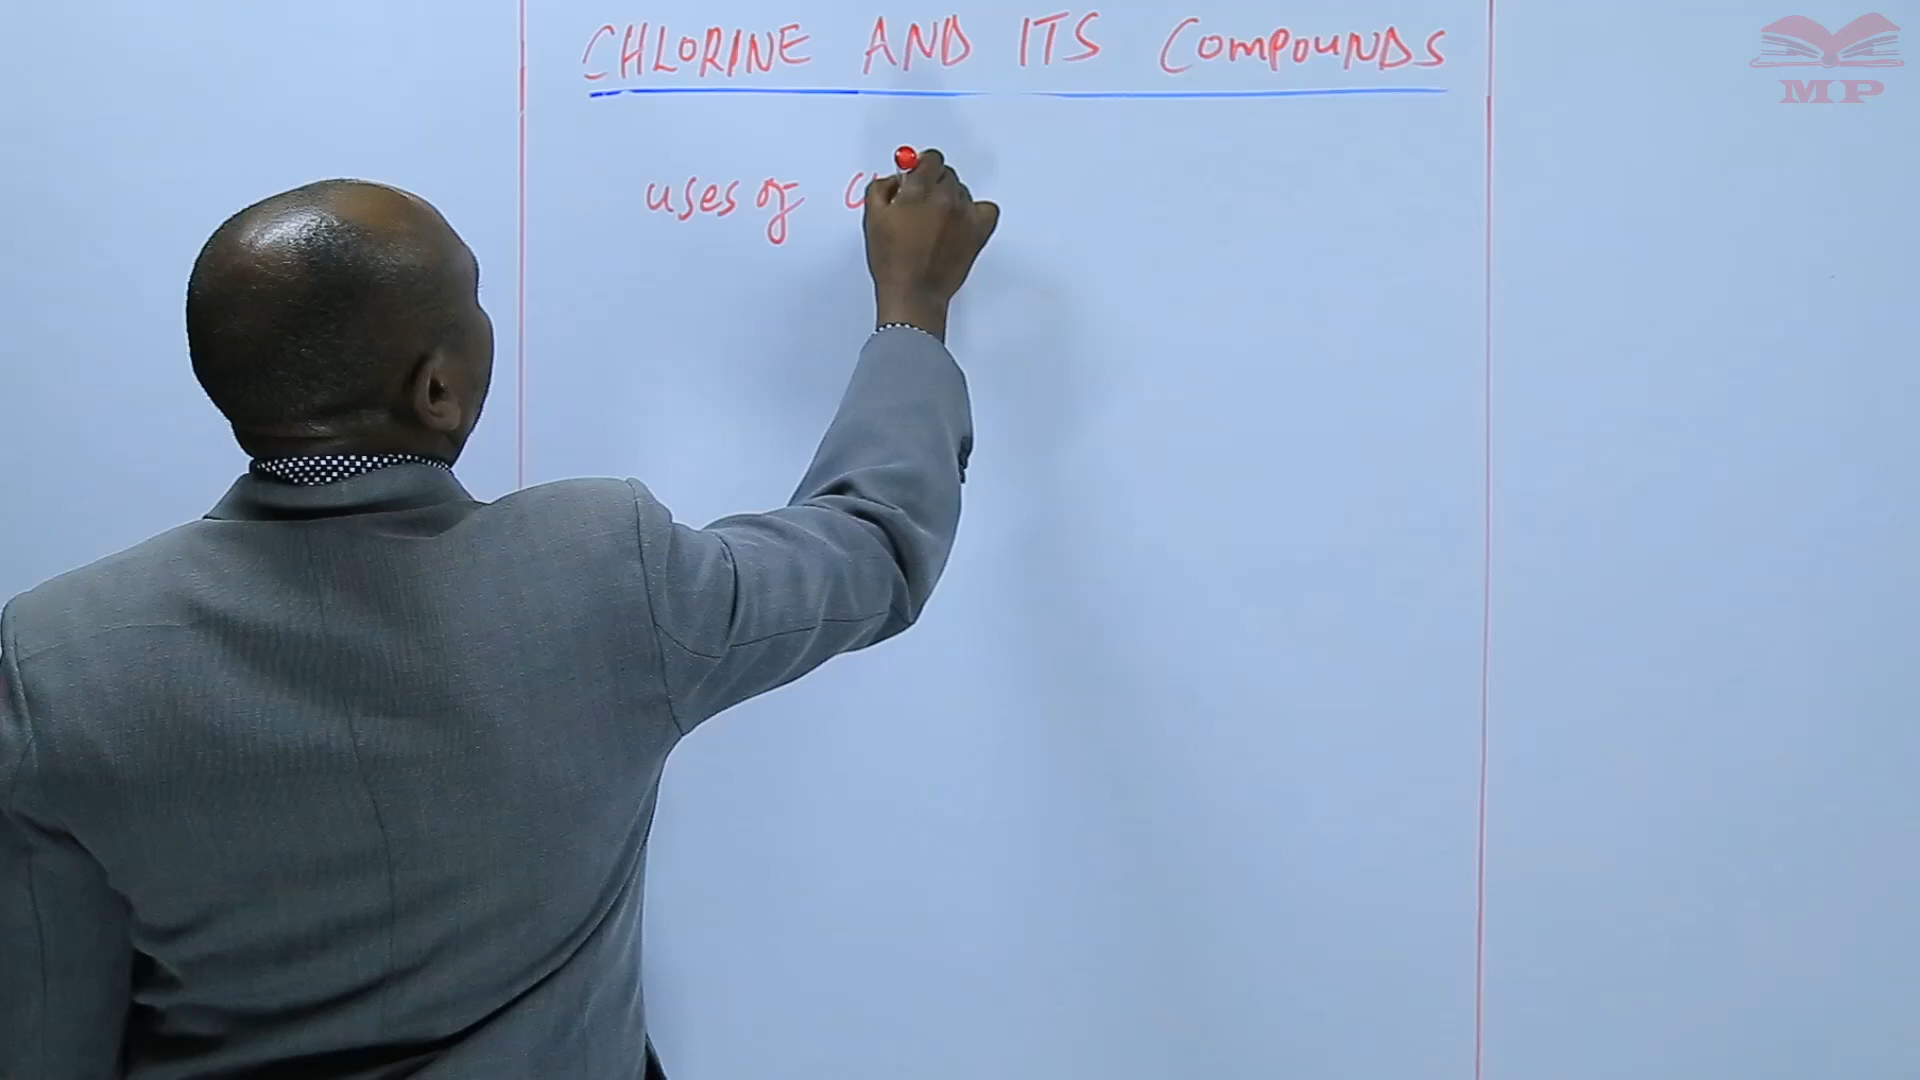 CHLORINE AND ITS COMPOUNDS
MP
uses of